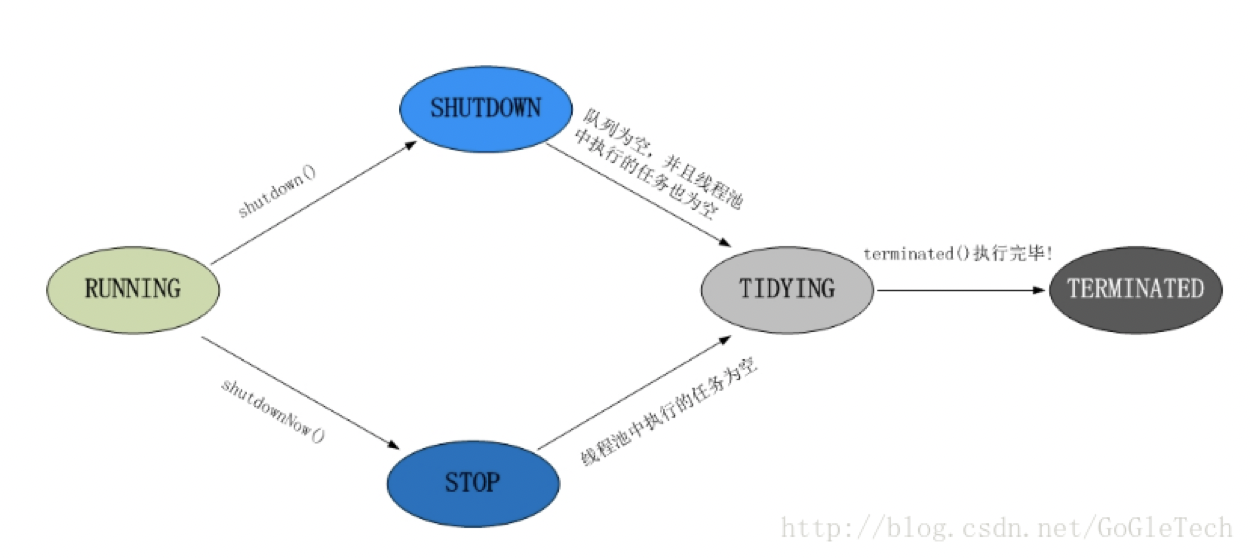 SHUTDOWN
队列为空，并且线程池
中执行的任务也为空
shutdown()
RUNNING
TIDYING
terminated()执行完毕!
TERMINATED
shutdownNow()
线程池中执行的任务为空
STOP
http://blog.csdn.net/GoGleTech